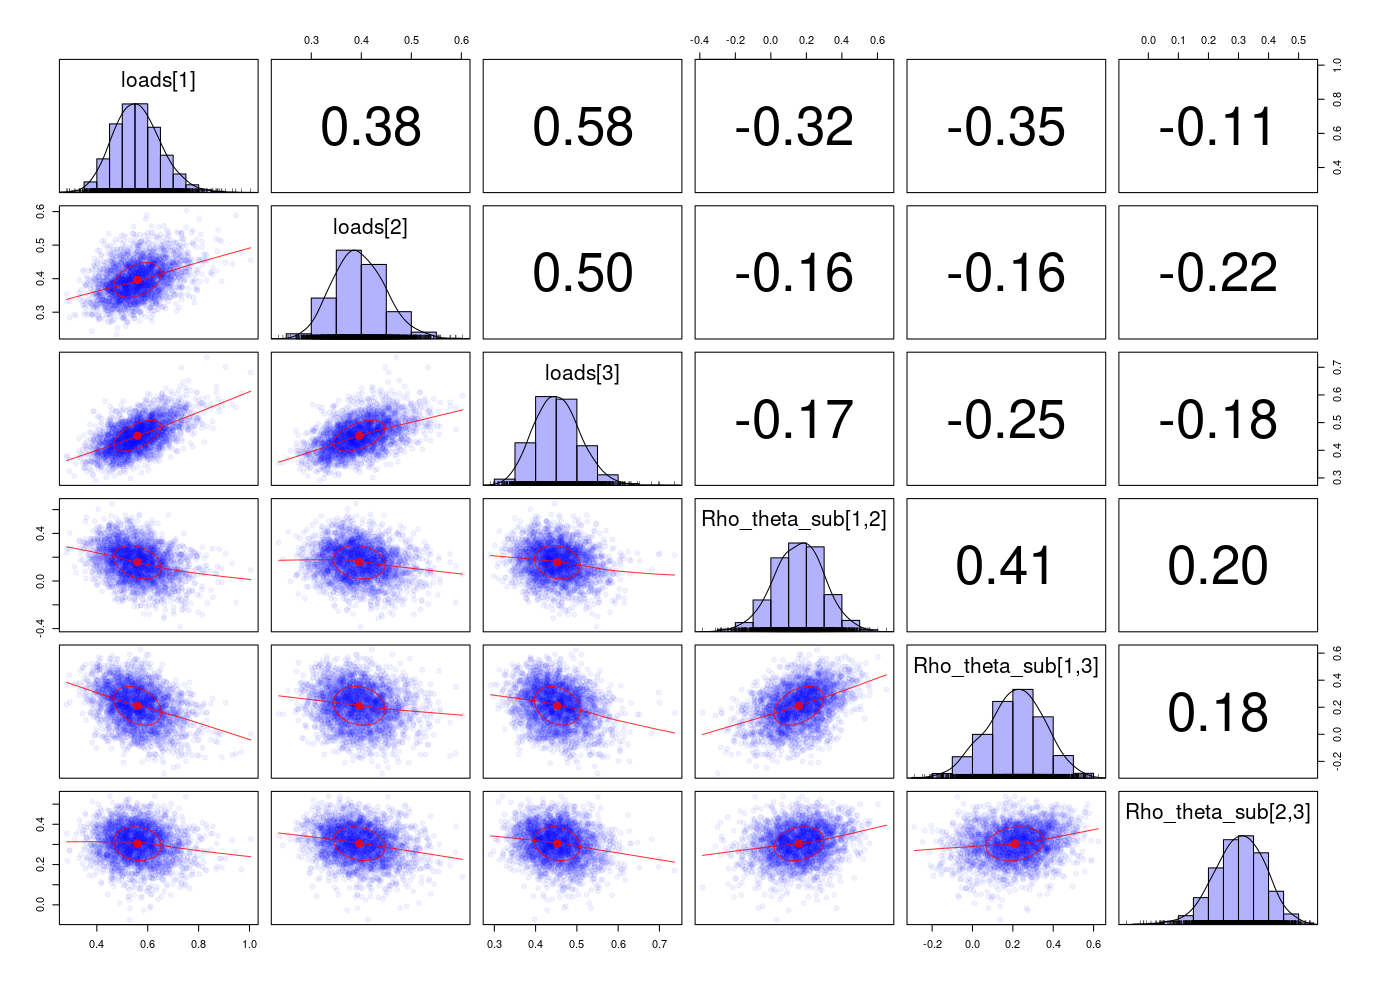 0.3 0.4 0.5 0.6 -0.4 -0.2 0.0 0.2 0.4 0.6 0.0 0.1 0.2 0.3 0.4 0.5
loads[1] 0.38 0.58 -0.32 -0.35 -0.11
0.4 0.6 0.8 1.0
0.3 0.4 0.5 0.6
loads[2] 0.50 -0.16 -0.16 -0.22
loads[3] -0.17 -0.25 -0.18
0.3 0.4 0.5 0.6 0.7
-0.4 0.0 0.4
Rho_theta_sub[1,2] 0.41 0.20
Rho_theta_sub[1,3] 0.18
-0.2 0.0 0.2 0.4 0.6
0.0 0.2 0.4
Rho_theta_sub[2,3]
0.4 0.6 0.8 1.0 0.3 0.4 0.5 0.6 0.7 -0.2 0.0 0.2 0.4 0.6